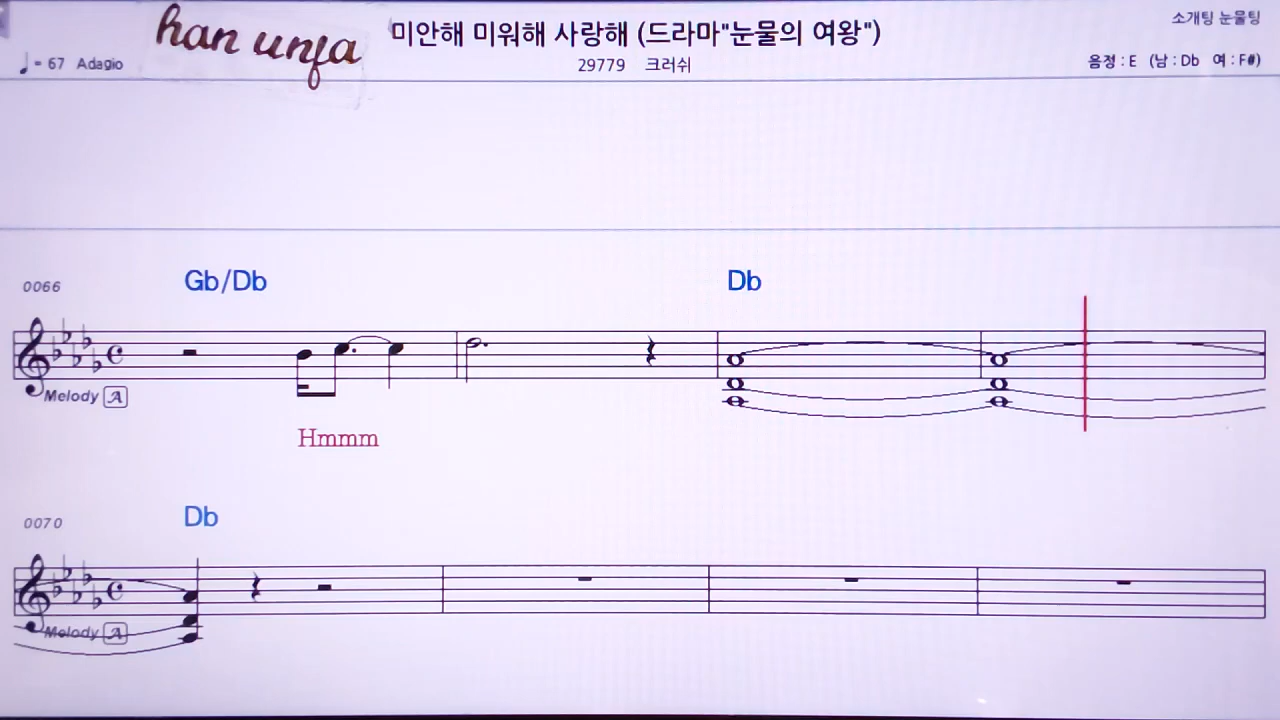 han unfa
미안해 미워해 사랑해 (드라마"눈물의 여왕")
소개팅 눈물팅
♩ = 67 Adagio
29779 크러쉬
음정 : E (남 : Db 여 : F#)
0066
Gb/Db
Db
Melody A
Hmmm
0070
Db
Melody A